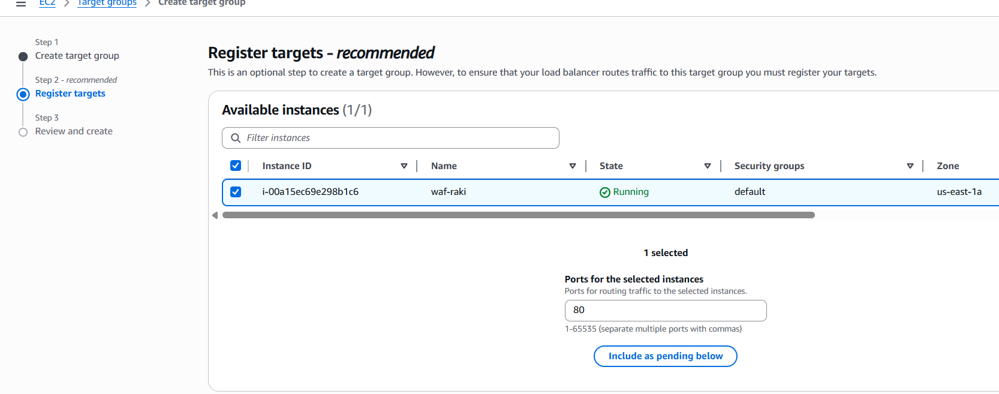 EC2 > Target groups > Create target group
Step 1
Create target group
Step 2 - recommended
Register targets
Step 3
Review and create
Register targets - recommended
This is an optional step to create a target group. However, to ensure that your load balancer routes traffic to this target group you must register your targets.
Available instances (1/1)
Filter instances
Instance ID Name State Security groups Zone
i-00a15ec69e298b1c6 waf-raki Running default us-east-1a
1 selected
Ports for the selected instances
Ports for routing traffic to the selected instances.
80
1-65535 (separate multiple ports with commas)
Include as pending below